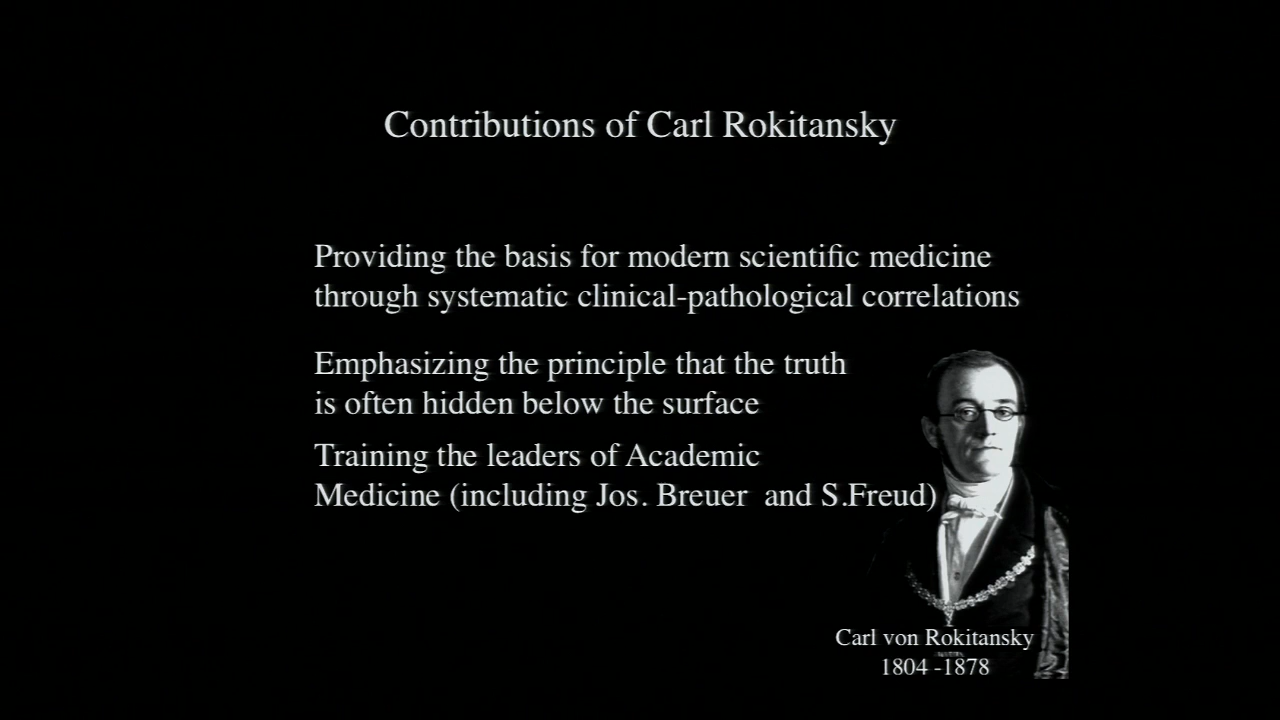 Contributions of Carl Rokitansky
Providing the basis for modern scientific medicine
through systematic clinical-pathological correlations
Emphasizing the principle that the truth
is often hidden below the surface
Training the leaders of Academic
Medicine (including Jos. Breuer  and S.Freud)
Carl von Rokitansky
1804 -1878